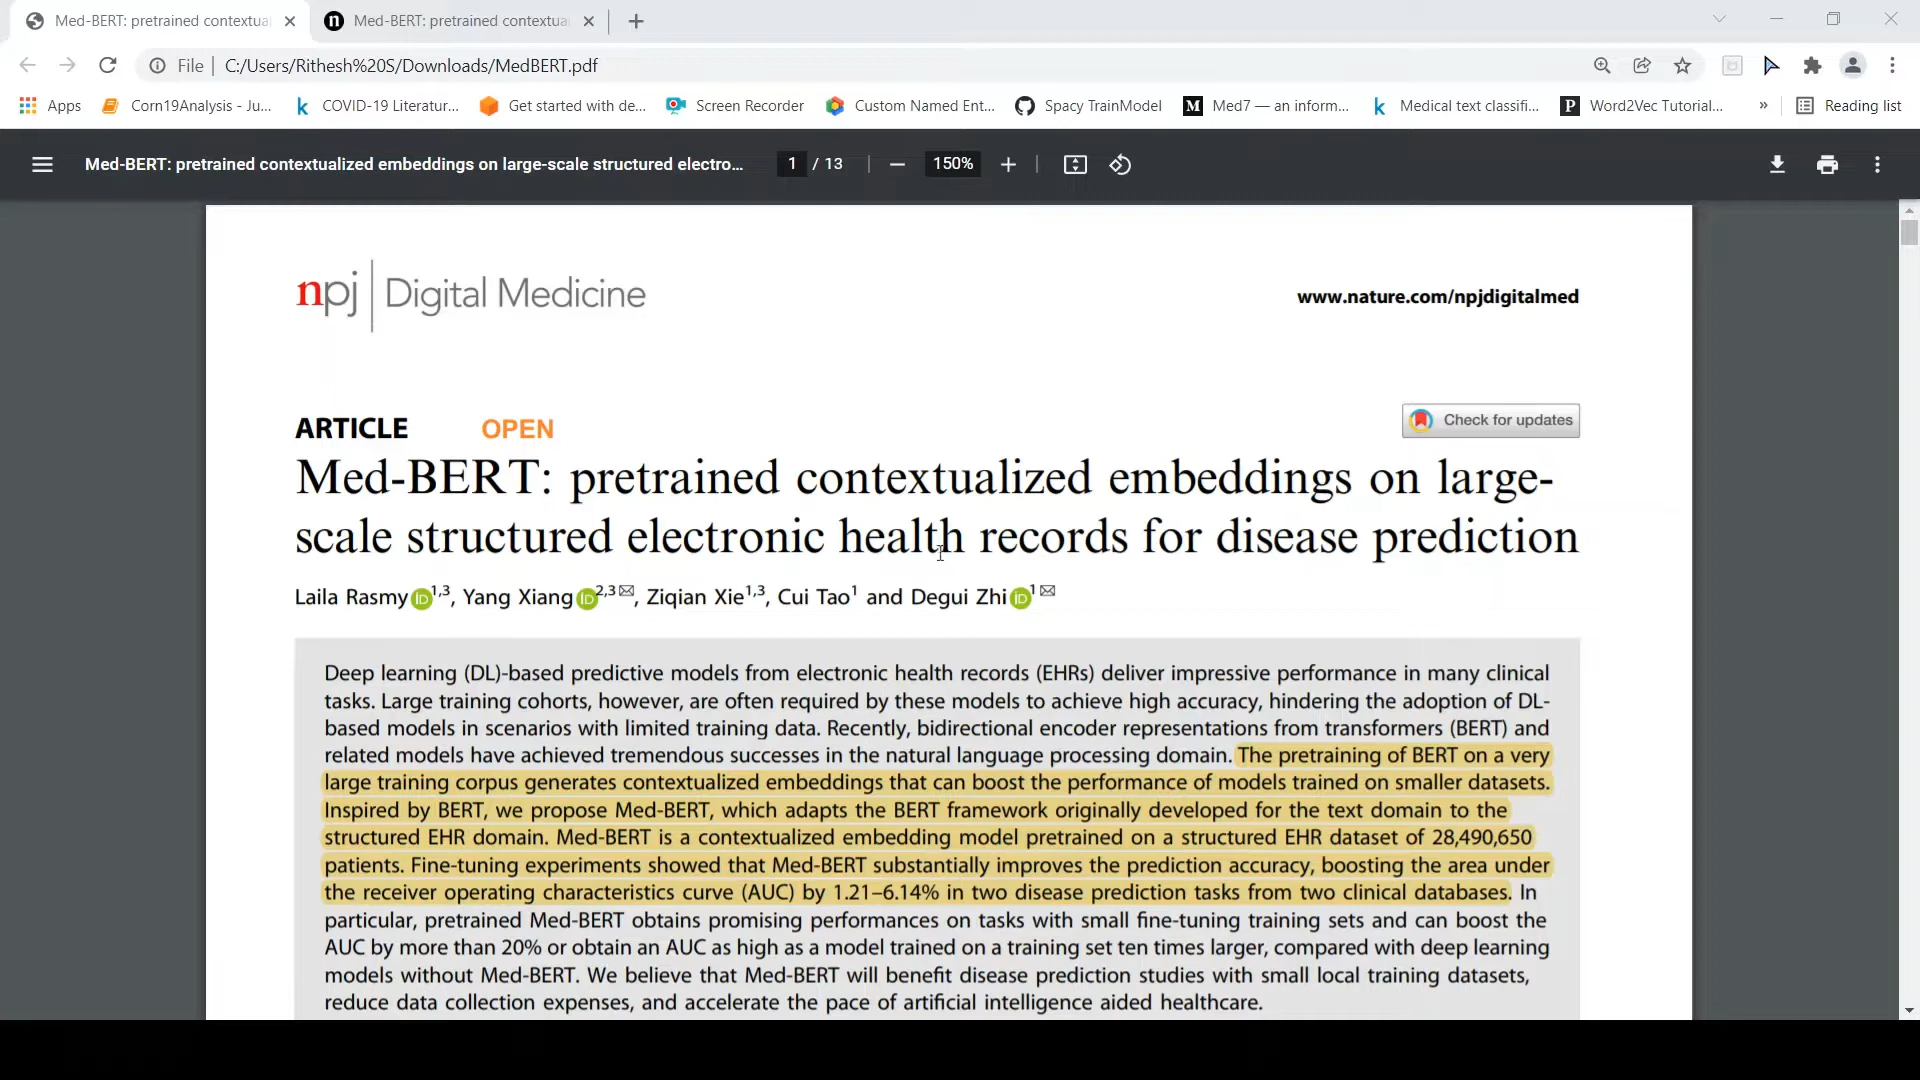 Med-BERT: pretrained contextua
Med-BERT: pretrained contextua
File
C:/Users/Rithesh%20S/Downloads/MedBERT.pdf
Apps
Corn19Analysis - Ju...
COVID-19 Literatur...
Get started with de...
Screen Recorder
Custom Named Ent...
Spacy TrainModel
Med7 — an inform...
Medical text classifi...
Word2Vec Tutorial...
»
Reading list
Med-BERT: pretrained contextualized embeddings on large-scale structured electro...
1 / 13
150%
npj | Digital Medicine
www.nature.com/npjdigitalmed
ARTICLE OPEN
Check for updates
Med-BERT: pretrained contextualized embeddings on large-
scale structured electronic health records for disease prediction
Laila Rasmy iD 1,3, Yang Xiang iD 2,3✉, Ziqian Xie1,3, Cui Tao1 and Degui Zhi iD 1✉
Deep learning (DL)-based predictive models from electronic health records (EHRs) deliver impressive performance in many clinical
tasks. Large training cohorts, however, are often required by these models to achieve high accuracy, hindering the adoption of DL-
based models in scenarios with limited training data. Recently, bidirectional encoder representations from transformers (BERT) and
related models have achieved tremendous successes in the natural language processing domain. The pretraining of BERT on a very
large training corpus generates contextualized embeddings that can boost the performance of models trained on smaller datasets.
Inspired by BERT, we propose Med-BERT, which adapts the BERT framework originally developed for the text domain to the
structured EHR domain. Med-BERT is a contextualized embedding model pretrained on a structured EHR dataset of 28,490,650
patients. Fine-tuning experiments showed that Med-BERT substantially improves the prediction accuracy, boosting the area under
the receiver operating characteristics curve (AUC) by 1.21–6.14% in two disease prediction tasks from two clinical databases. In
particular, pretrained Med-BERT obtains promising performances on tasks with small fine-tuning training sets and can boost the
AUC by more than 20% or obtain an AUC as high as a model trained on a training set ten times larger, compared with deep learning
models without Med-BERT. We believe that Med-BERT will benefit disease prediction studies with small local training datasets,
reduce data collection expenses, and accelerate the pace of artificial intelligence aided healthcare.